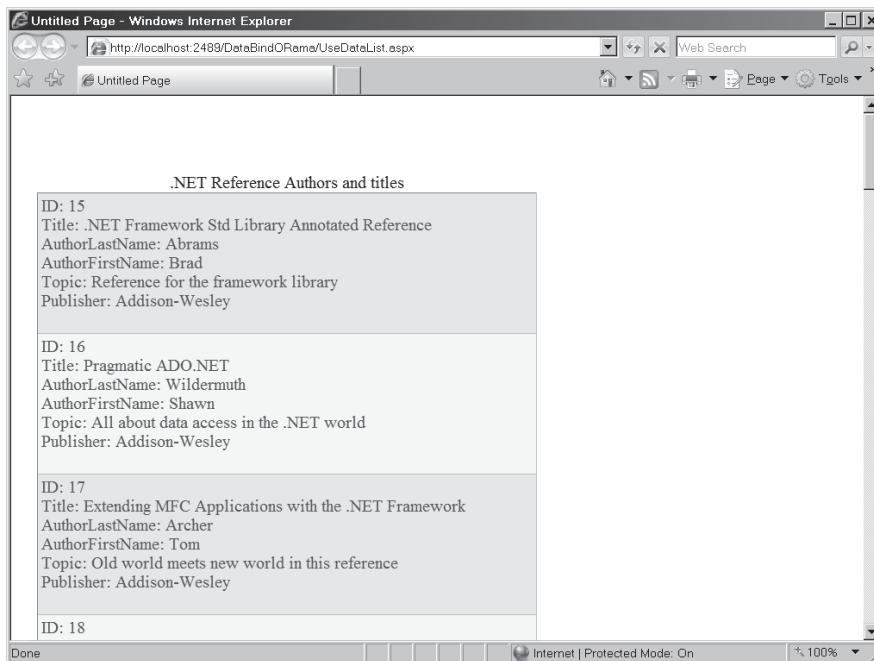 Untitled Page - Windows Internet Explorer
http://localhost:2489/DataBindORama/UseDataList.aspx
Web Search
Untitled Page
Page
Tools
.NET Reference Authors and titles
ID: 15
Title: .NET Framework Std Library Annotated Reference
AuthorLastName: Abrams
AuthorFirstName: Brad
Topic: Reference for the framework library
Publisher: Addison-Wesley
ID: 16
Title: Pragmatic ADO.NET
AuthorLastName: Wildermuth
AuthorFirstName: Shawn
Topic: All about data access in the .NET world
Publisher: Addison-Wesley
ID: 17
Title: Extending MFC Applications with the .NET Framework
AuthorLastName: Archer
AuthorFirstName: Tom
Topic: Old world meets new world in this reference
Publisher: Addison-Wesley
ID: 18
Done
Internet | Protected Mode: On
100%